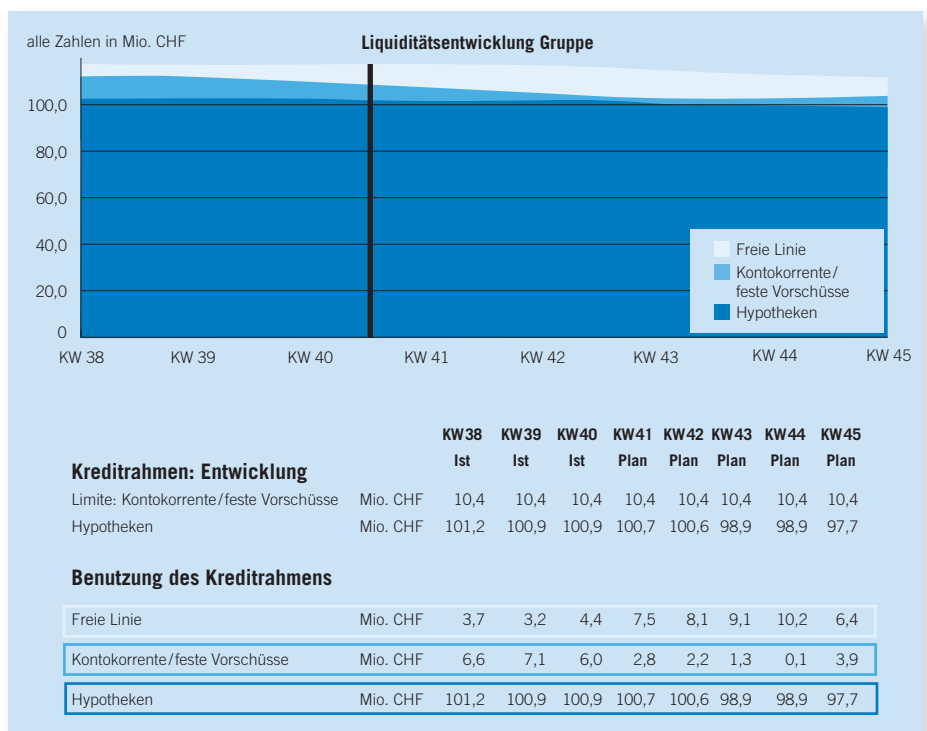 alle Zahlen in Mio. CHF
Liquiditätsentwicklung Gruppe
100,0
80,0
60,0
40,0
20,0
0
Freie Linie
Kontokorrente/
feste Vorschüsse
Hypotheken
KW 38 KW 39 KW 40 KW 41 KW 42 KW 43 KW 44 KW 45
KW38 KW39 KW40 KW41 KW42 KW43 KW44 KW45
Ist Ist Ist Plan Plan Plan Plan Plan
Kreditrahmen: Entwicklung
Limite: Kontokorrente/feste Vorschüsse Mio. CHF 10,4 10,4 10,4 10,4 10,4 10,4 10,4 10,4
Hypotheken Mio. CHF 101,2 100,9 100,9 100,7 100,6 98,9 98,9 97,7
Benutzung des Kreditrahmens
Freie Linie Mio. CHF 3,7 3,2 4,4 7,5 8,1 9,1 10,2 6,4
Kontokorrente/feste Vorschüsse Mio. CHF 6,6 7,1 6,0 2,8 2,2 1,3 0,1 3,9
Hypotheken Mio. CHF 101,2 100,9 100,9 100,7 100,6 98,9 98,9 97,7